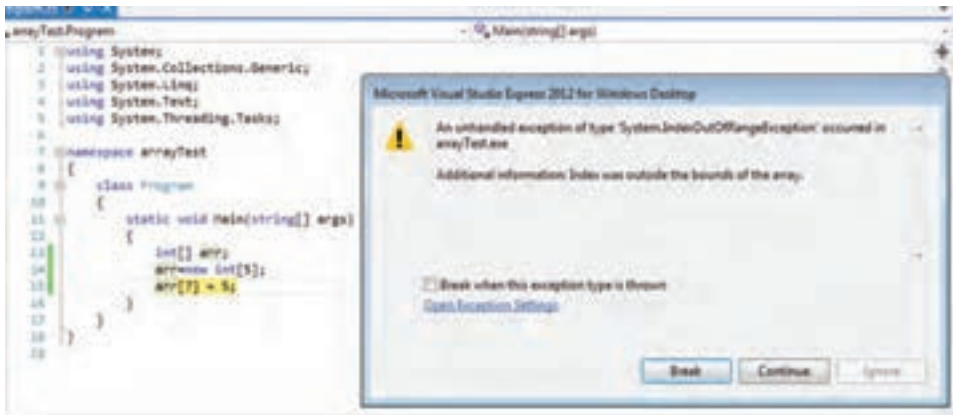 arrayTest.Program
Main(string[] args)
1 using System;
2 using System.Collections.Generic;
3 using System.Linq;
4 using System.Text;
5 using System.Threading.Tasks;
6
7 namespace arrayTest
8 {
9 class Program
10 {
11 static void Main(string[] args)
12 {
13 int[] arr;
14 arr=new int[5];
15 arr[7] = 5;
16 }
17 }
18 }
Microsoft Visual Studio Express 2012 for Windows Desktop
An unhandled exception of type 'System.IndexOutOfRangeException' occurred in
arrayTest.exe
Additional information: Index was outside the bounds of the array.
Break when this exception type is thrown
Open Exception Settings
Break
Continue
Ignore